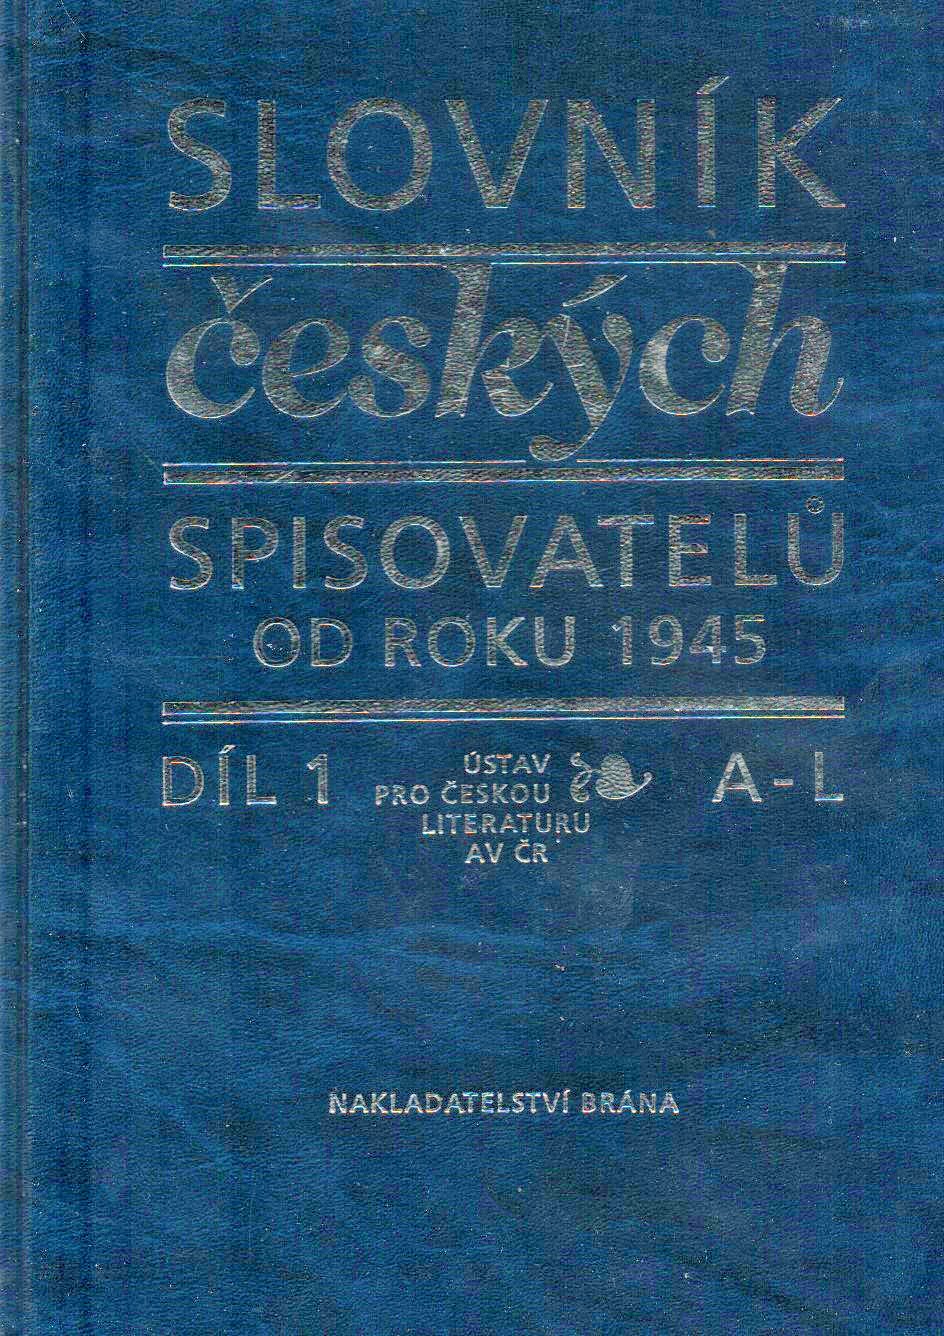 SLOVNÍK
českých
SPISOVATELŮ
OD ROKU 1945
DÍL 1
ÚSTAV
PRO ČESKOU
LITERATURU
AV ČR
A-L
NAKLADATELSTVÍ BRÁNA